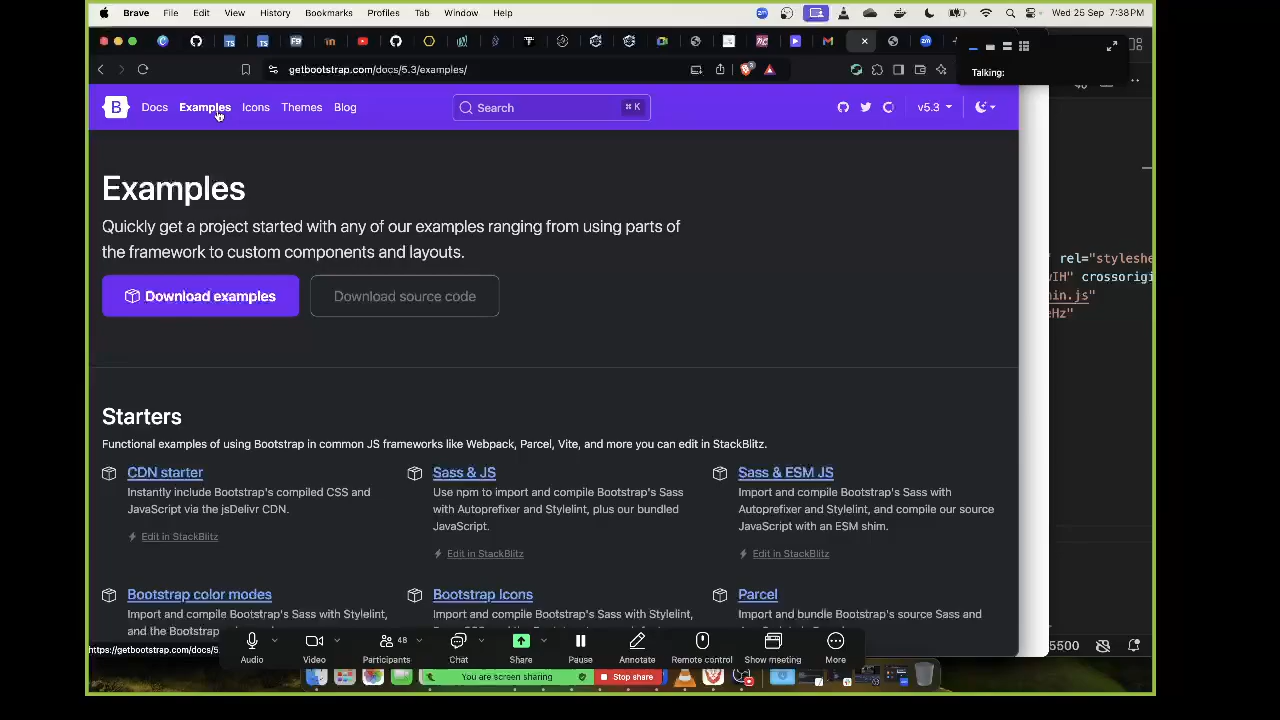 Brave File Edit View History Bookmarks Profiles Tab Window Help Wed 25 Sep 7:38 PM
getbootstrap.com/docs/5.3/examples/
Talking:
B Docs Examples Icons Themes Blog Search ⌘ K v5.3
Examples
Quickly get a project started with any of our examples ranging from using parts of
the framework to custom components and layouts.
Download examples Download source code
rel="styleshe
wIH" crossorigi
in.js"
eHz"
Starters
Functional examples of using Bootstrap in common JS frameworks like Webpack, Parcel, Vite, and more you can edit in StackBlitz.
CDN starter
Instantly include Bootstrap's compiled CSS and
JavaScript via the jsDelivr CDN.
Edit in StackBlitz
Sass & JS
Use npm to import and compile Bootstrap's Sass
with Autoprefixer and Stylelint, plus our bundled
JavaScript.
Edit in StackBlitz
Sass & ESM JS
Import and compile Bootstrap's Sass with
Autoprefixer and Stylelint, and compile our source
JavaScript with an ESM shim.
Edit in StackBlitz
Bootstrap color modes
Import and compile Bootstrap's Sass with Stylelint,
and the Bootstrap
Bootstrap Icons
Import and compile Bootstrap's Sass with Stylelint,
Parcel
Import and bundle Bootstrap's source Sass and
https://getbootstrap.com/docs/5.
5500
48
Audio Video Participants Chat Share Pause Annotate Remote control Show meeting More
You are screen sharing Stop share